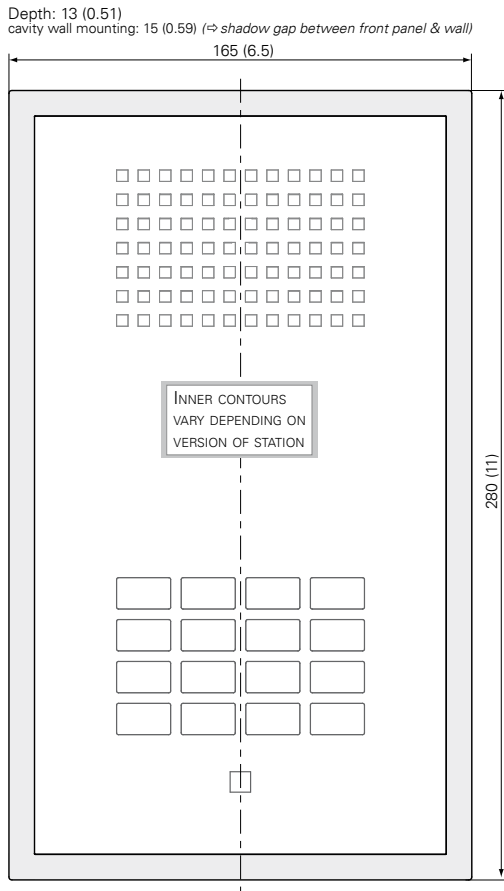 Depth: 13 (0.51)
cavity wall mounting: 15 (0.59) (⇨ shadow gap between front panel & wall)
165 (6.5)
INNER CONTOURS
VARY DEPENDING ON
VERSION OF STATION
280 (11)